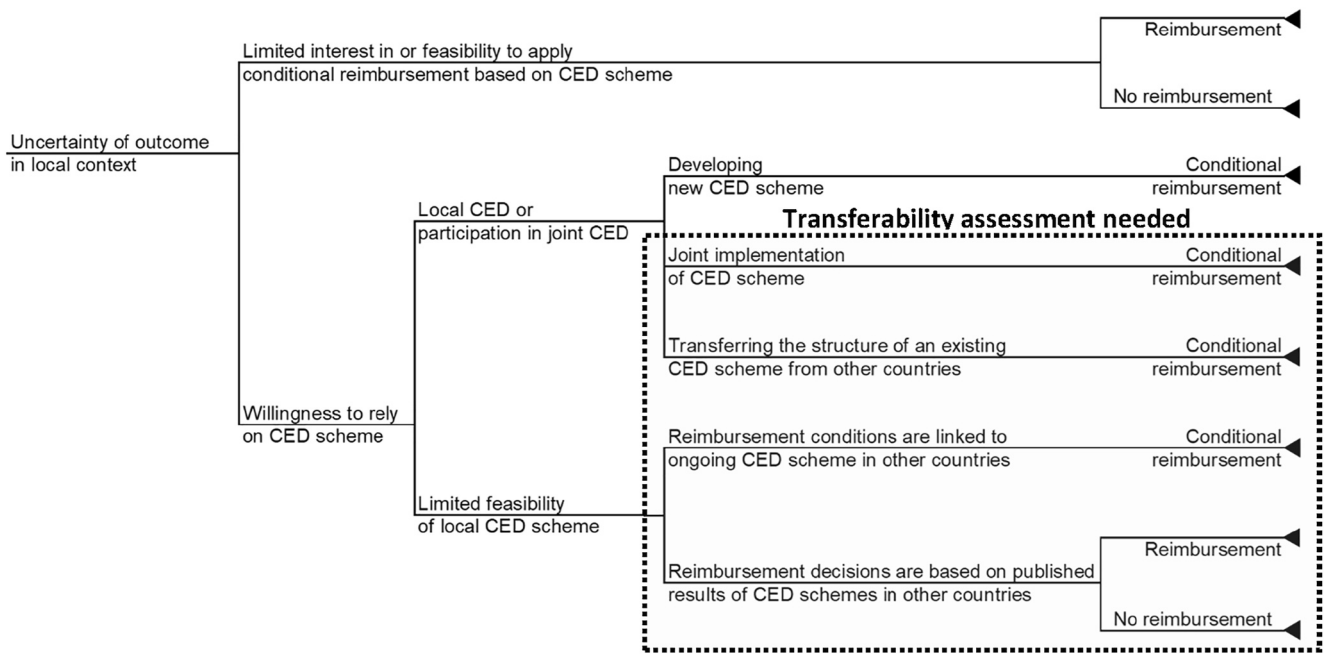 Limited interest in or feasibility to apply
conditional reimbursement based on CED scheme
Reimbursement
No reimbursement
Uncertainty of outcome
in local context
Developing
new CED scheme
Conditional
reimbursement
Local CED or
participation in joint CED
Transferability assessment needed
Joint implementation
of CED scheme
Conditional
reimbursement
Transferring the structure of an existing
CED scheme from other countries
Conditional
reimbursement
Willingness to rely
on CED scheme
Reimbursement conditions are linked to
ongoing CED scheme in other countries
Conditional
reimbursement
Limited feasibility
of local CED scheme
Reimbursement decisions are based on published
results of CED schemes in other countries
Reimbursement
No reimbursement